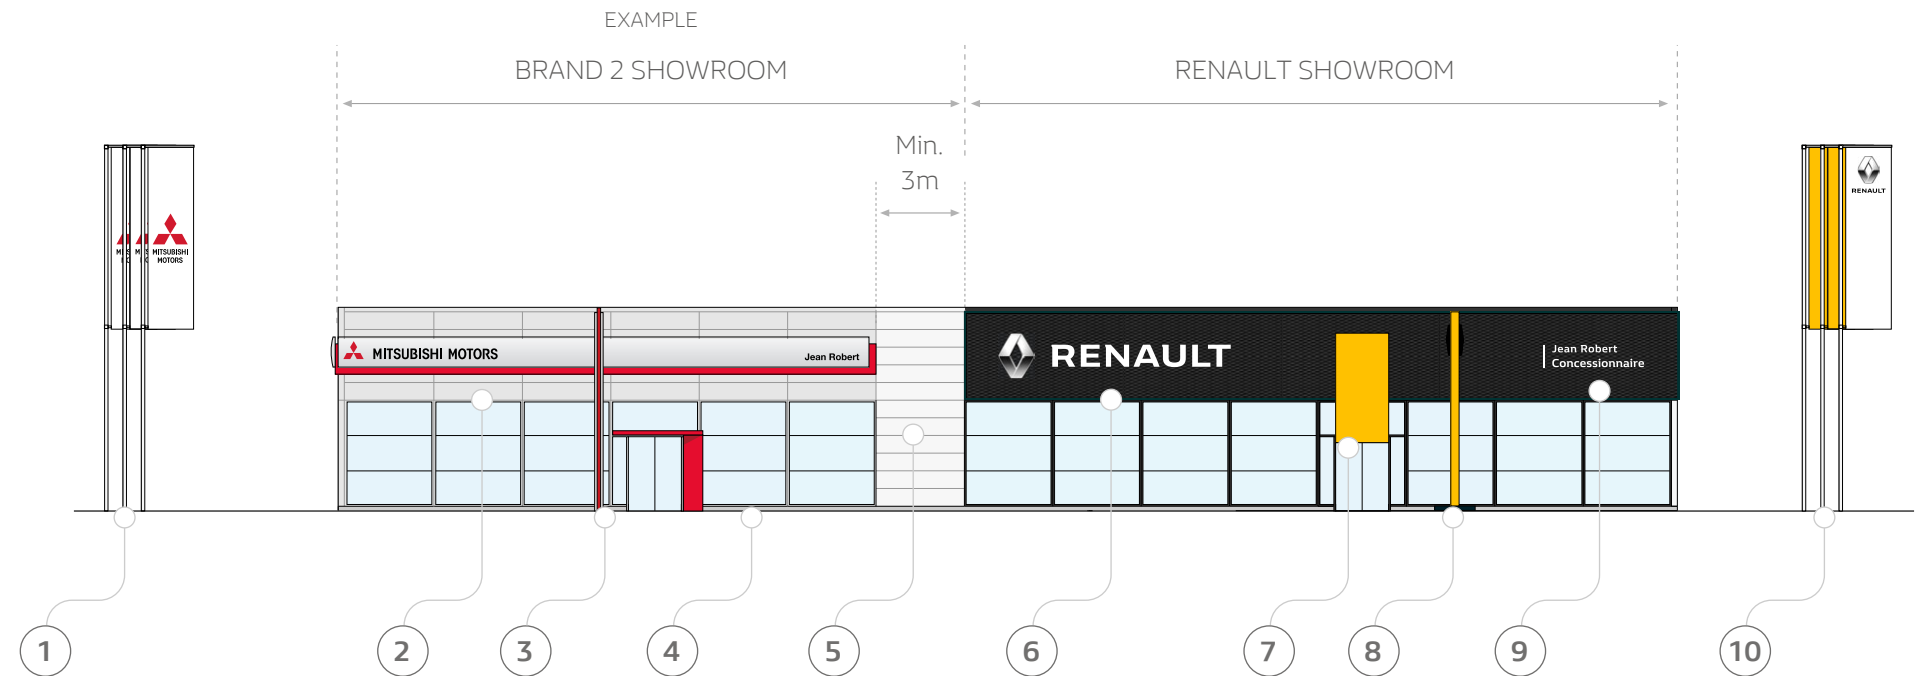 EXAMPLE
BRAND 2 SHOWROOM
RENAULT SHOWROOM
Min.
3m
MITSUBISHI
MOTORS
RENAULT
MITSUBISHI MOTORS
Jean Robert
RENAULT
Jean Robert
Concessionnaire
1
2
3
4
5
6
7
8
9
10